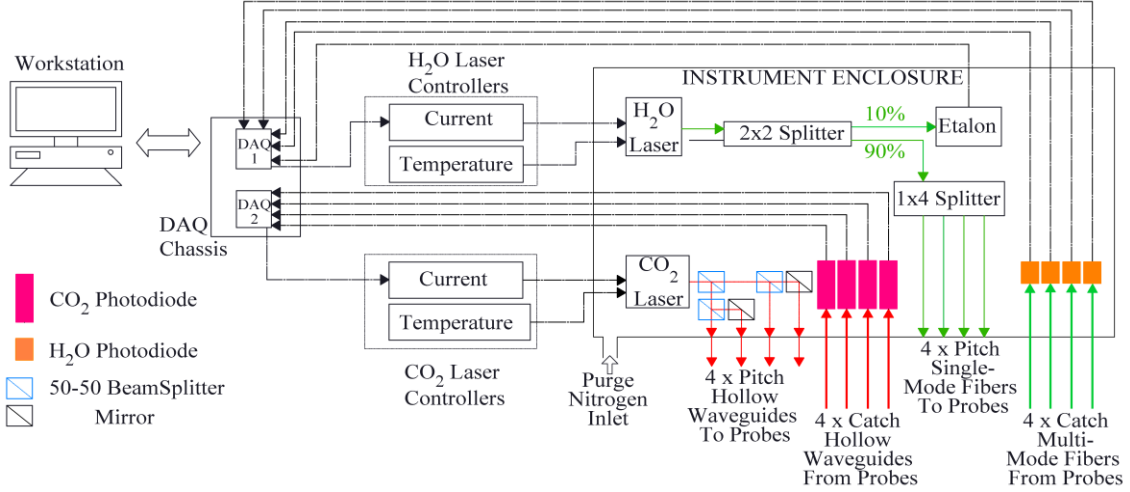 Workstation
H2O Laser
Controllers
Current
Temperature
INSTRUMENT ENCLOSURE
H2O
Laser
2x2 Splitter
10%
90%
Etalon
1x4 Splitter
DAQ
1
DAQ
2
DAQ
Chassis
Current
Temperature
CO2 Laser
Controllers
CO2
Laser
CO2 Photodiode
H2O Photodiode
50-50 BeamSplitter
Mirror
Purge
Nitrogen
Inlet
4 x Pitch
Hollow
Waveguides
To Probes
4 x Catch
Hollow
Waveguides
From Probes
4 x Pitch
Single-
Mode Fibers
To Probes
4 x Catch
Multi-
Mode Fibers
From Probes